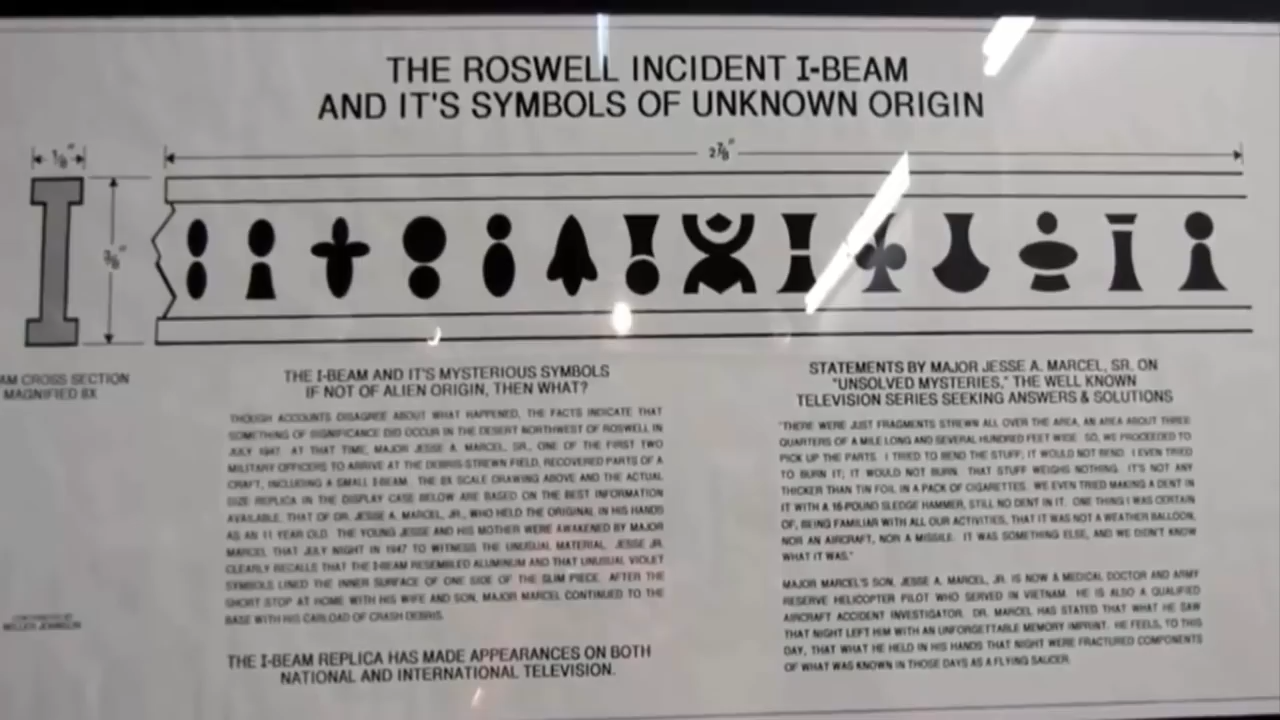 THE ROSWELL INCIDENT I-BEAM
AND IT'S SYMBOLS OF UNKNOWN ORIGIN
1/8"
2 7/8"
3/8"
AM CROSS SECTION
MAGNIFIED 8X
THE I-BEAM AND IT'S MYSTERIOUS SYMBOLS
IF NOT OF ALIEN ORIGIN, THEN WHAT?
THOUGH ACCOUNTS DISAGREE ABOUT WHAT HAPPENED, THE FACTS INDICATE THAT
SOMETHING OF SIGNIFICANCE DID OCCUR IN THE DESERT NORTHWEST OF ROSWELL IN
JULY 1947. AT THAT TIME, MAJOR JESSE A. MARCEL, SR., ONE OF THE FIRST TWO
MILITARY OFFICERS TO ARRIVE AT THE DEBRIS-STREWN FIELD, RECOVERED PARTS OF A
CRAFT, INCLUDING A SMALL I-BEAM. THE 8X SCALE DRAWING ABOVE AND THE ACTUAL
SIZE REPLICA IN THE DISPLAY CASE BELOW ARE BASED ON THE BEST INFORMATION
AVAILABLE, THAT OF DR. JESSE A. MARCEL, JR., WHO HELD THE ORIGINAL IN HIS HANDS
AS AN 11 YEAR OLD. THE YOUNG JESSE AND HIS MOTHER WERE AWAKENED BY MAJOR
MARCEL THAT JULY NIGHT IN 1947 TO WITNESS THE UNUSUAL MATERIAL. JESSE JR.
CLEARLY RECALLS THAT THE I-BEAM RESEMBLED ALUMINUM AND THAT UNUSUAL VIOLET
SYMBOLS LINED THE INNER SURFACE OF ONE SIDE OF THE SLIM PIECE. AFTER THE
SHORT STOP AT HOME WITH HIS WIFE AND SON, MAJOR MARCEL CONTINUED TO THE
BASE WITH HIS CARLOAD OF CRASH DEBRIS.
THE I-BEAM REPLICA HAS MADE APPEARANCES ON BOTH
NATIONAL AND INTERNATIONAL TELEVISION.
STATEMENTS BY MAJOR JESSE A. MARCEL, SR. ON
"UNSOLVED MYSTERIES," THE WELL KNOWN
TELEVISION SERIES SEEKING ANSWERS & SOLUTIONS
"THERE WERE JUST FRAGMENTS STREWN ALL OVER THE AREA, AN AREA ABOUT THREE
QUARTERS OF A MILE LONG AND SEVERAL HUNDRED FEET WIDE. SO, WE PROCEEDED TO
PICK UP THE PARTS. I TRIED TO BEND THE STUFF; IT WOULD NOT BEND. I EVEN TRIED
TO BURN IT; IT WOULD NOT BURN. THAT STUFF WEIGHS NOTHING. IT'S NOT ANY
THICKER THAN TIN FOIL IN A PACK OF CIGARETTES. WE EVEN TRIED MAKING A DENT IN
IT WITH A 16-POUND SLEDGE HAMMER, STILL NO DENT IN IT. ONE THING I WAS CERTAIN
OF, BEING FAMILIAR WITH ALL OUR ACTIVITIES, THAT IT WAS NOT A WEATHER BALLOON,
NOR AN AIRCRAFT, NOR A MISSILE. IT WAS SOMETHING ELSE, AND WE DIDN'T KNOW
WHAT IT WAS."
MAJOR MARCEL'S SON, JESSE A. MARCEL, JR. IS NOW A MEDICAL DOCTOR AND ARMY
RESERVE HELICOPTER PILOT WHO SERVED IN VIETNAM. HE IS ALSO A QUALIFIED
AIRCRAFT ACCIDENT INVESTIGATOR. DR. MARCEL HAS STATED THAT WHAT HE SAW
THAT NIGHT LEFT HIM WITH AN UNFORGETTABLE MEMORY IMPRINT. HE FEELS, TO THIS
DAY, THAT WHAT HE HELD IN HIS HANDS THAT NIGHT WERE FRACTURED COMPONENTS
OF WHAT WAS KNOWN IN THOSE DAYS AS A FLYING SAUCER.